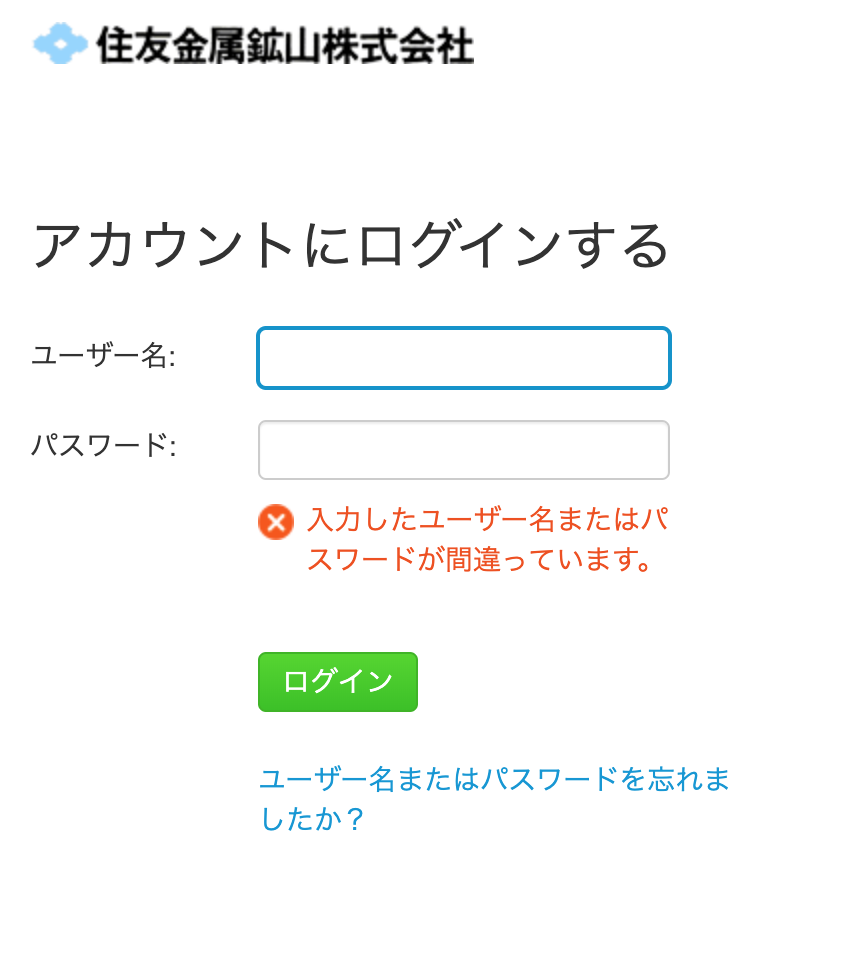 住友金属鉱山株式会社
アカウントにログインする
ユーザー名:
パスワード:
入力したユーザー名またはパ
スワードが間違っています。
ログイン
ユーザー名またはパスワードを忘れま
したか？